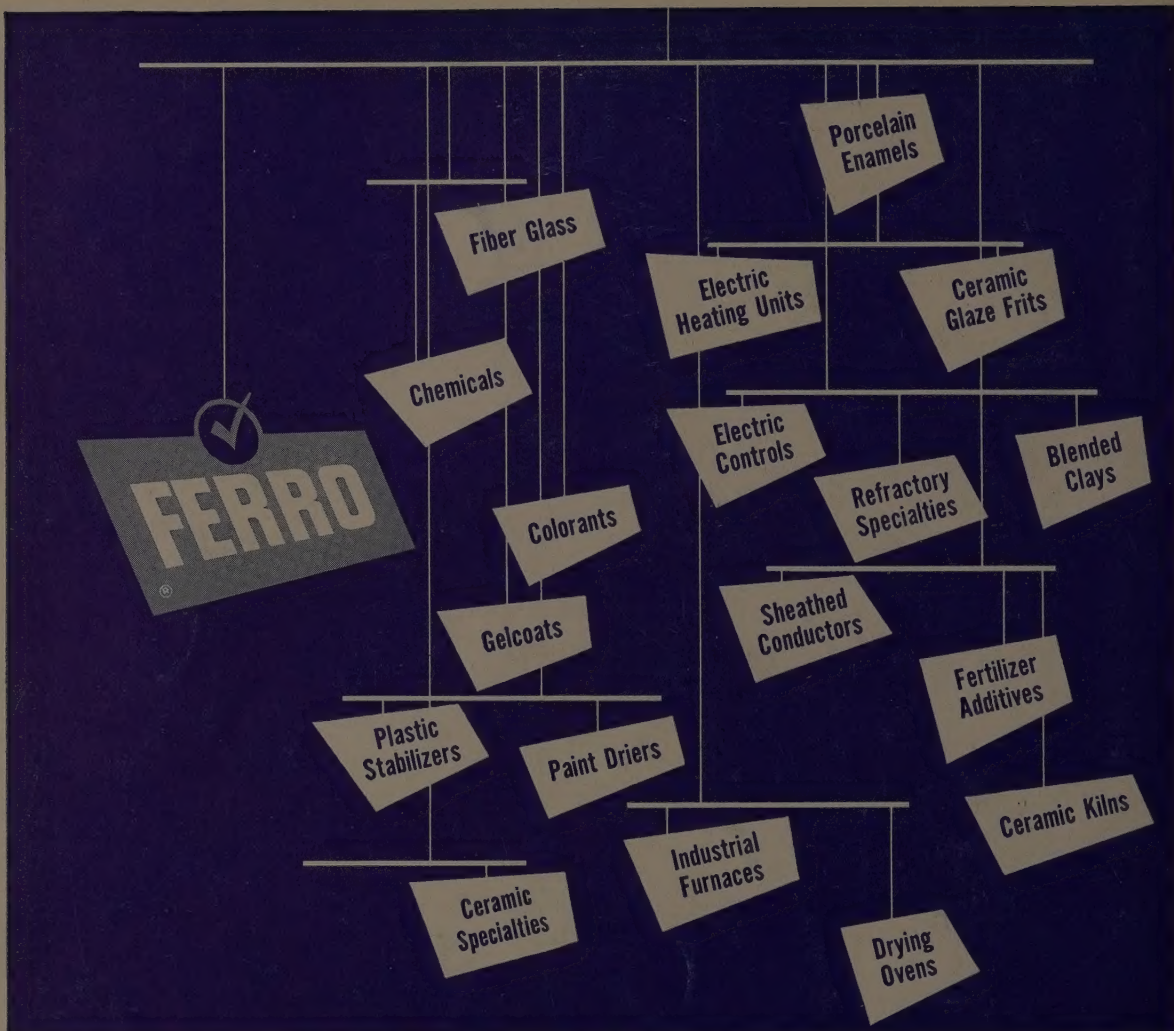 Porcelain
Enamels
Fiber Glass
Electric
Heating Units
Ceramic
Glaze Frits
Chemicals
FERRO
®
Electric
Controls
Refractory
Specialties
Blended
Clays
Colorants
Gelcoats
Sheathed
Conductors
Fertilizer
Additives
Plastic
Stabilizers
Paint Driers
Ceramic Kilns
Industrial
Furnaces
Ceramic
Specialties
Drying
Ovens